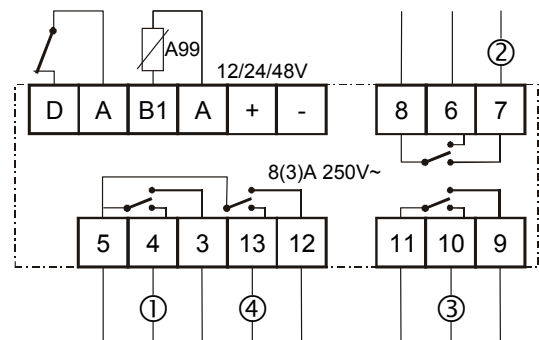 A99
12/24/48V
②
D A B1 A + -
8 6 7
8(3)A 250V~
5 4 3 13 12
11 10 9
① ④ ③